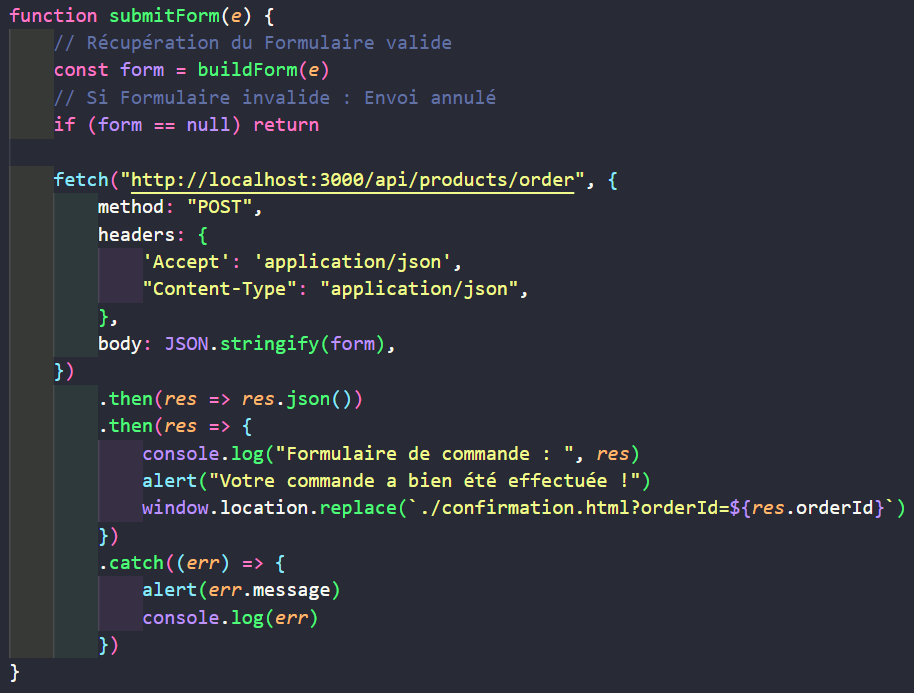 function submitForm(e) {
// Récupération du Formulaire valide
const form = buildForm(e)
// Si Formulaire invalide : Envoi annulé
if (form == null) return
fetch("http://localhost:3000/api/products/order", {
method: "POST",
headers: {
'Accept': 'application/json',
"Content-Type": "application/json",
},
body: JSON.stringify(form),
})
.then(res => res.json())
.then(res => {
console.log("Formulaire de commande : ", res)
alert("Votre commande a bien été effectuée !")
window.location.replace(`./confirmation.html?orderId=${res.orderId}`)
})
.catch((err) => {
alert(err.message)
console.log(err)
})
}